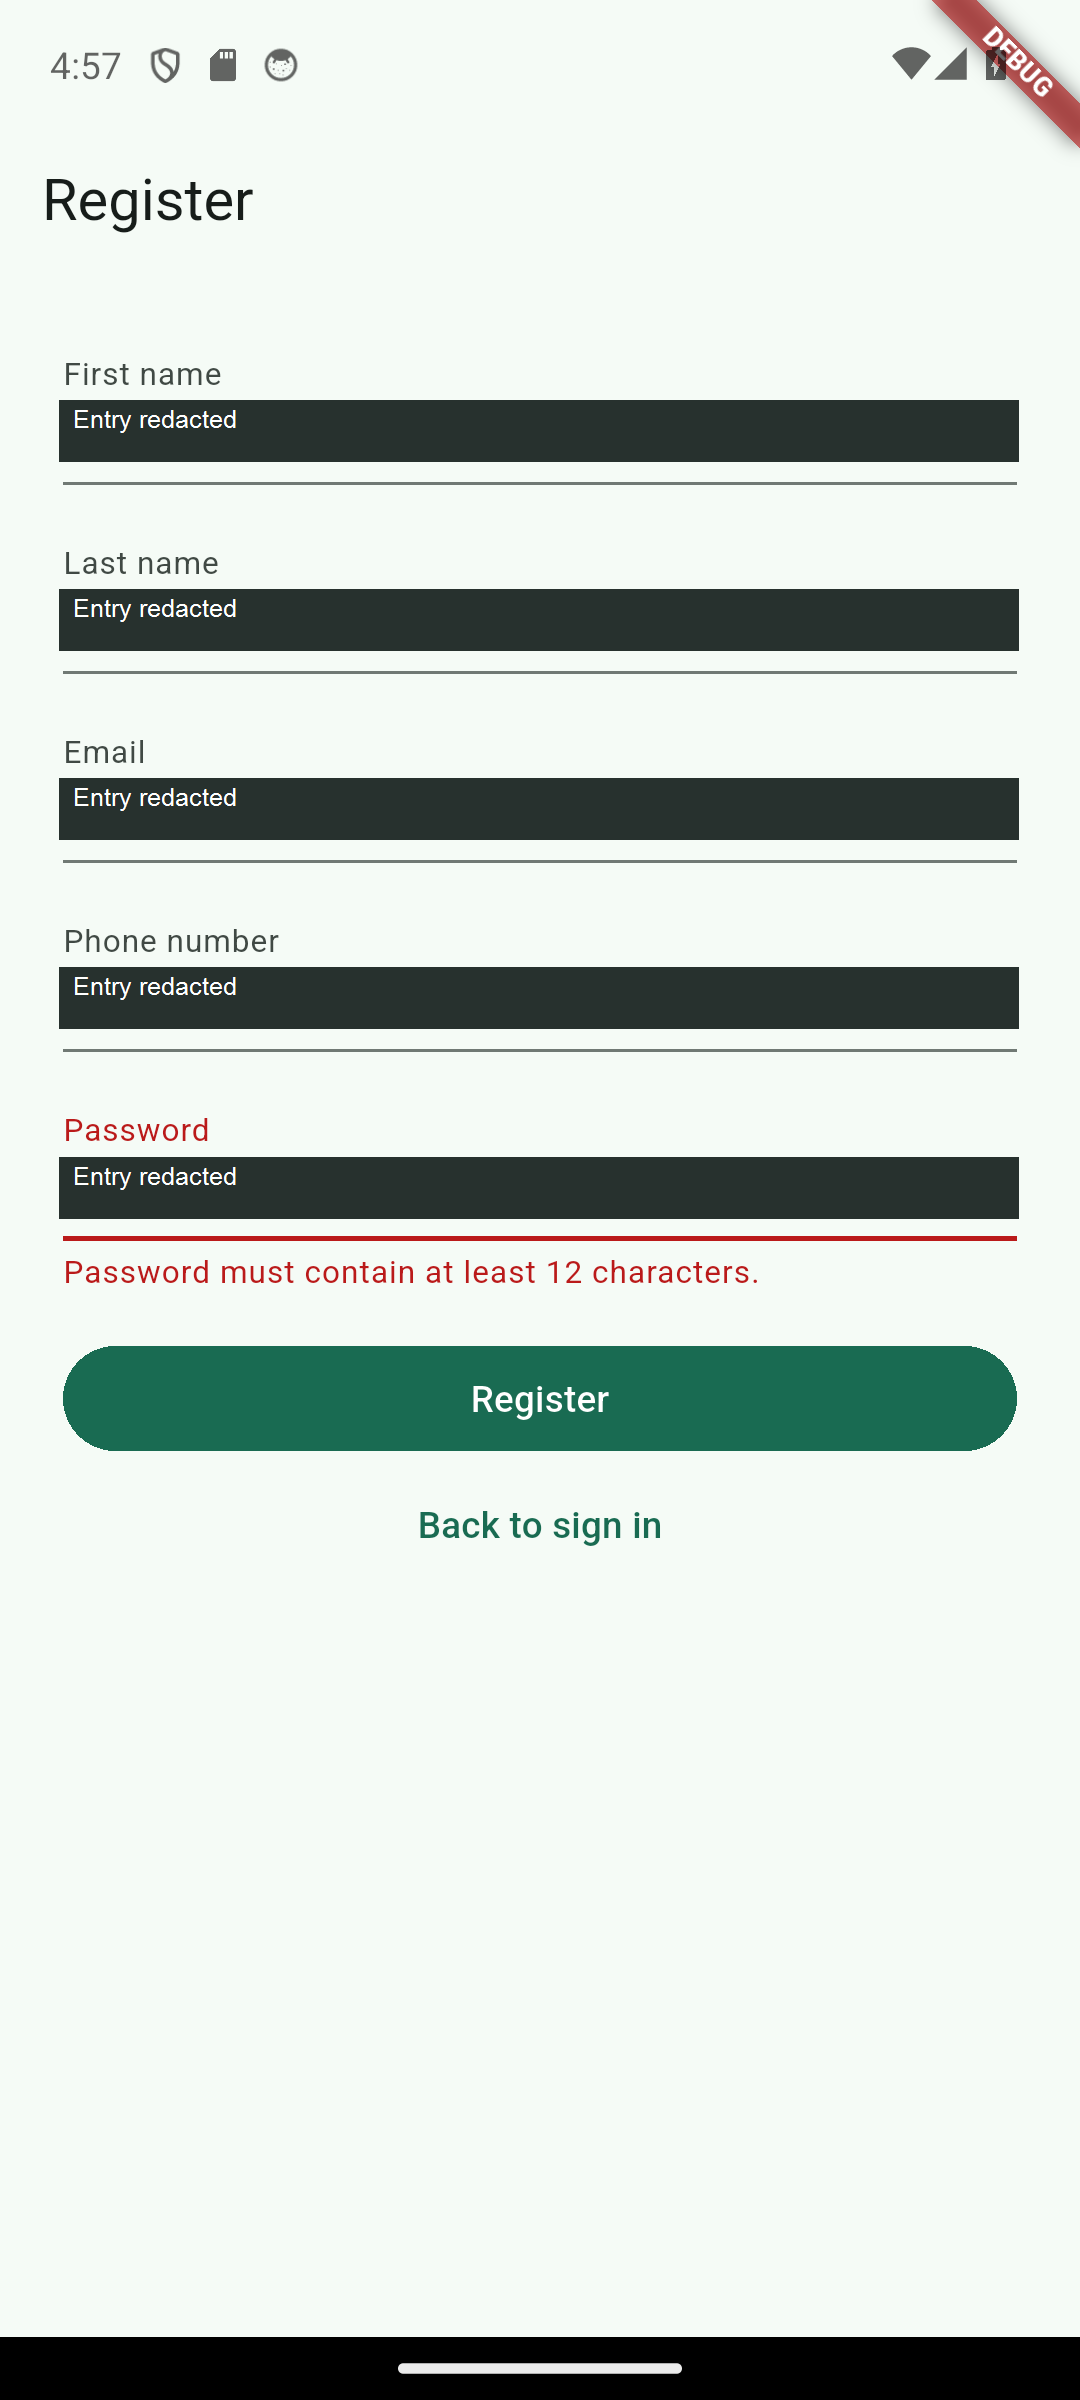 4:57
DEBUG
Register
First name
Entry redacted
Last name
Entry redacted
Email
Entry redacted
Phone number
Entry redacted
Password
Entry redacted
Password must contain at least 12 characters.
Register
Back to sign in